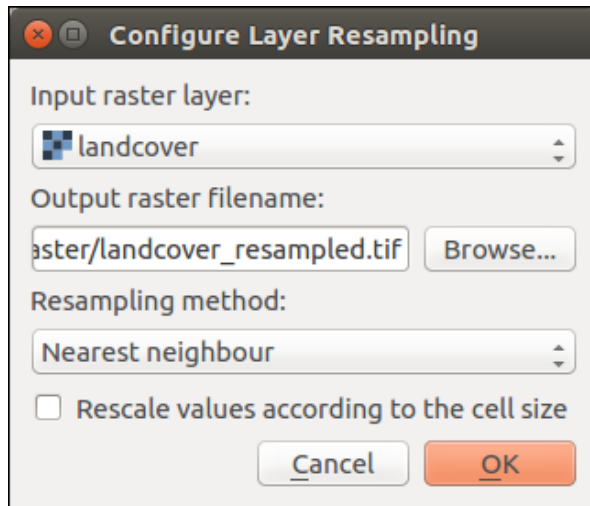 Configure Layer Resampling
Input raster layer:
landcover
Output raster filename:
aster/landcover_resampled.tif Browse...
Resampling method:
Nearest neighbour
Rescale values according to the cell size
Cancel OK